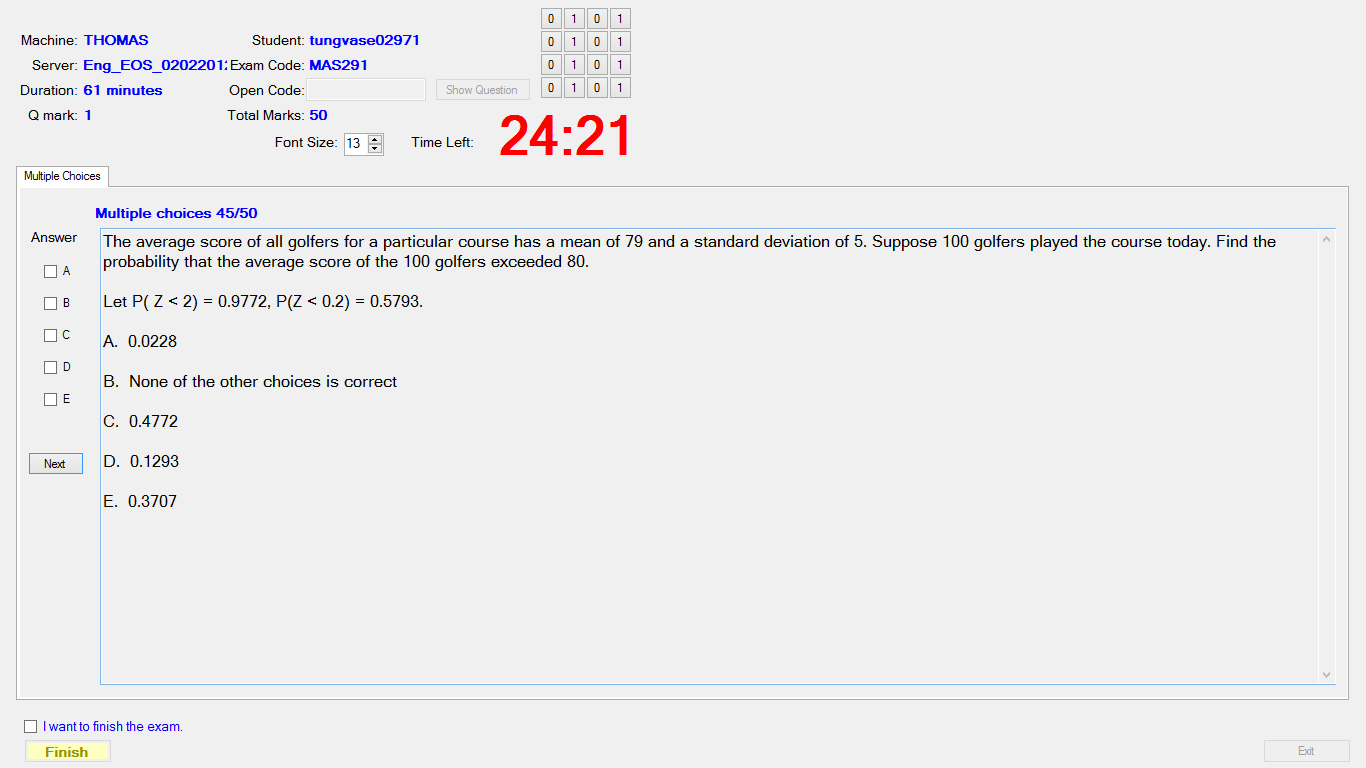 0 1 0 1
Machine: THOMAS Student: tungvase02971
0 1 0 1
Server: Eng_EOS_02022012 Exam Code: MAS291
0 1 0 1
Duration: 61 minutes Open Code: Show Question
0 1 0 1
Q mark: 1 Total Marks: 50
Font Size: 13 Time Left: 24:21
Multiple Choices
Multiple choices 45/50
Answer
A
B
C
D
E
Next
The average score of all golfers for a particular course has a mean of 79 and a standard deviation of 5. Suppose 100 golfers played the course today. Find the
probability that the average score of the 100 golfers exceeded 80.
Let P( Z < 2) = 0.9772, P(Z < 0.2) = 0.5793.
A. 0.0228
B. None of the other choices is correct
C. 0.4772
D. 0.1293
E. 0.3707
I want to finish the exam.
Finish Exit